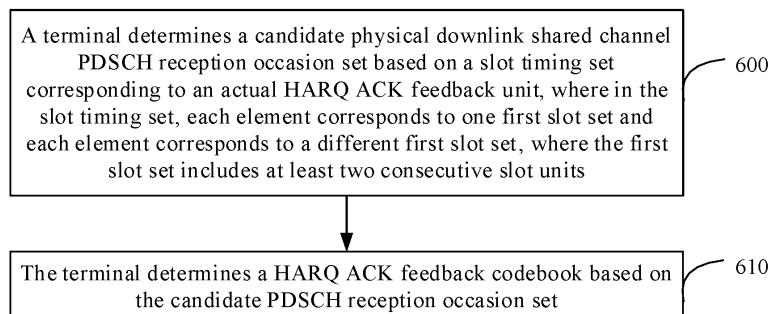 A terminal determines a candidate physical downlink shared channel
PDSCH reception occasion set based on a slot timing set
corresponding to an actual HARQ ACK feedback unit, where in the
slot timing set, each element corresponds to one first slot set and
each element corresponds to a different first slot set, where the first
slot set includes at least two consecutive slot units
600
The terminal determines a HARQ ACK feedback codebook based on
the candidate PDSCH reception occasion set
610